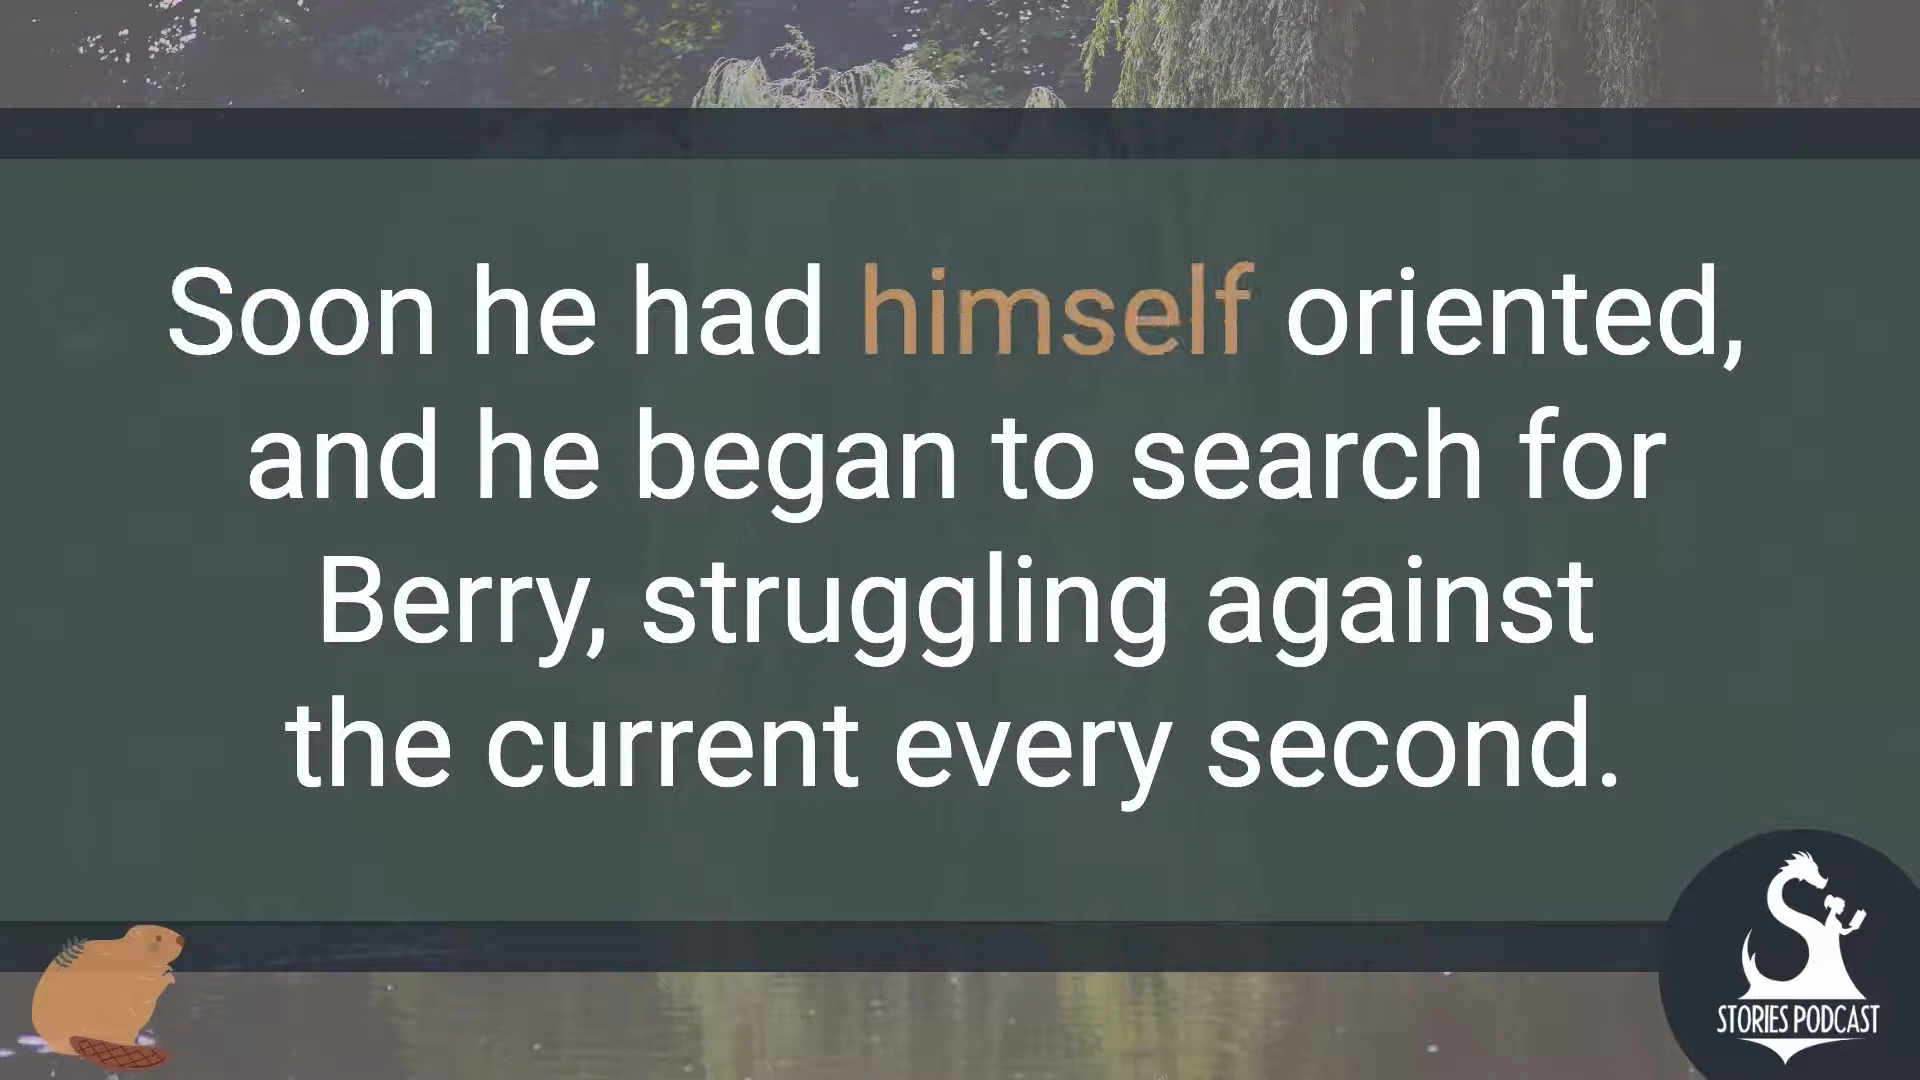 Soon he had himself oriented,
and he began to search for
Berry, struggling against
the current every second.
STORIES PODCAST